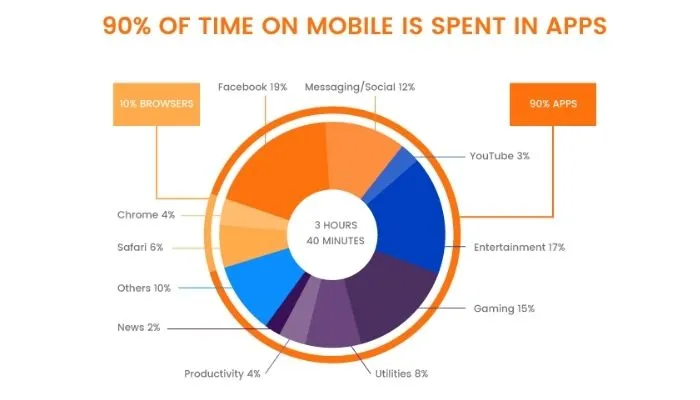 90% OF TIME ON MOBILE IS SPENT IN APPS
Facebook 19%
Messaging/Social 12%
10% BROWSERS
90% APPS
YouTube 3%
Chrome 4%
3 HOURS
40 MINUTES
Safari 6%
Entertainment 17%
Others 10%
Gaming 15%
News 2%
Productivity 4%
Utilities 8%